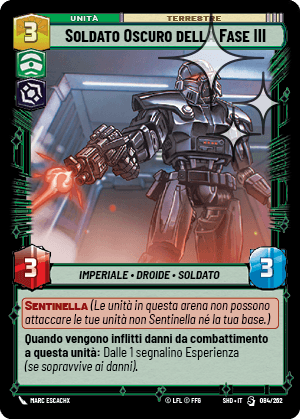 UNITÀ
TERRESTRE
3
SOLDATO OSCURO DELL FASE III
3
3
IMPERIALE • DROIDE • SOLDATO
SENTINELLA (Le unità in questa arena non possono
attaccare le tue unità non Sentinella né la tua base.)
Quando vengono inflitti danni da combattimento
a questa unità: Dalle 1 segnalino Esperienza
(se sopravvive ai danni).
MARC ESCACHX
© LFL © FFG
SHD • IT 084/262